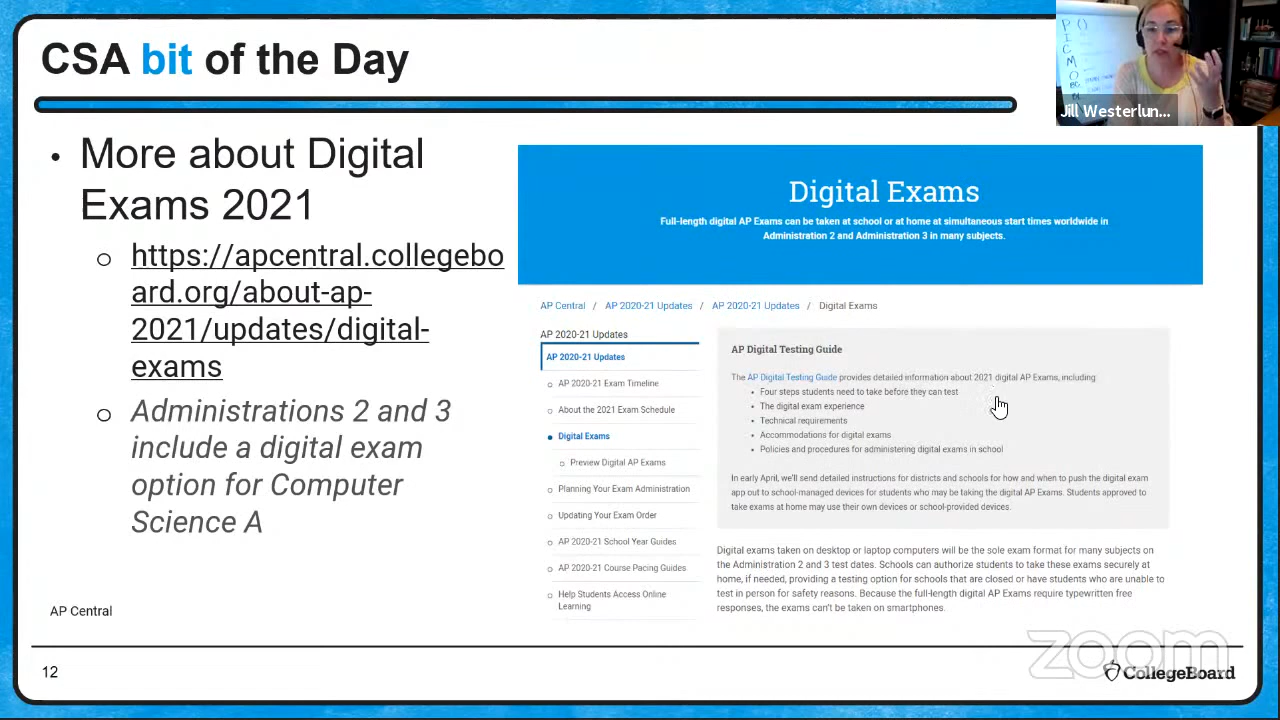 CSA bit of the Day
• More about Digital
Exams 2021
o https://apcentral.collegebo
ard.org/about-ap-
2021/updates/digital-
exams
o Administrations 2 and 3
include a digital exam
option for Computer
Science A
AP Central
12
Digital Exams
Full-length digital AP Exams can be taken at school or at home at simultaneous start times worldwide in
Administration 2 and Administration 3 in many subjects.
AP Central / AP 2020-21 Updates / AP 2020-21 Updates / Digital Exams
AP 2020-21 Updates
AP 2020-21 Updates
AP 2020-21 Exam Timeline
About the 2021 Exam Schedule
Digital Exams
Preview Digital AP Exams
Planning Your Exam Administration
Updating Your Exam Order
AP 2020-21 School Year Guides
AP 2020-21 Course Pacing Guides
Help Students Access Online
Learning
AP Digital Testing Guide
The AP Digital Testing Guide provides detailed information about 2021 digital AP Exams, including:
• Four steps students need to take before they can test
• The digital exam experience
• Technical requirements
• Accommodations for digital exams
• Policies and procedures for administering digital exams in school
In early April, we'll send detailed instructions for districts and schools for how and when to push the digital exam
app out to school-managed devices for students who may be taking the digital AP Exams. Students approved to
take exams at home may use their own devices or school-provided devices.
Digital exams taken on desktop or laptop computers will be the sole exam format for many subjects on
the Administration 2 and 3 test dates. Schools can authorize students to take these exams securely at
home, if needed, providing a testing option for schools that are closed or have students who are unable to
test in person for safety reasons. Because the full-length digital AP Exams require typewritten free
responses, the exams can't be taken on smartphones.
P ()
I
C
M
O
Jill Westerlun...
zoom
CollegeBoard